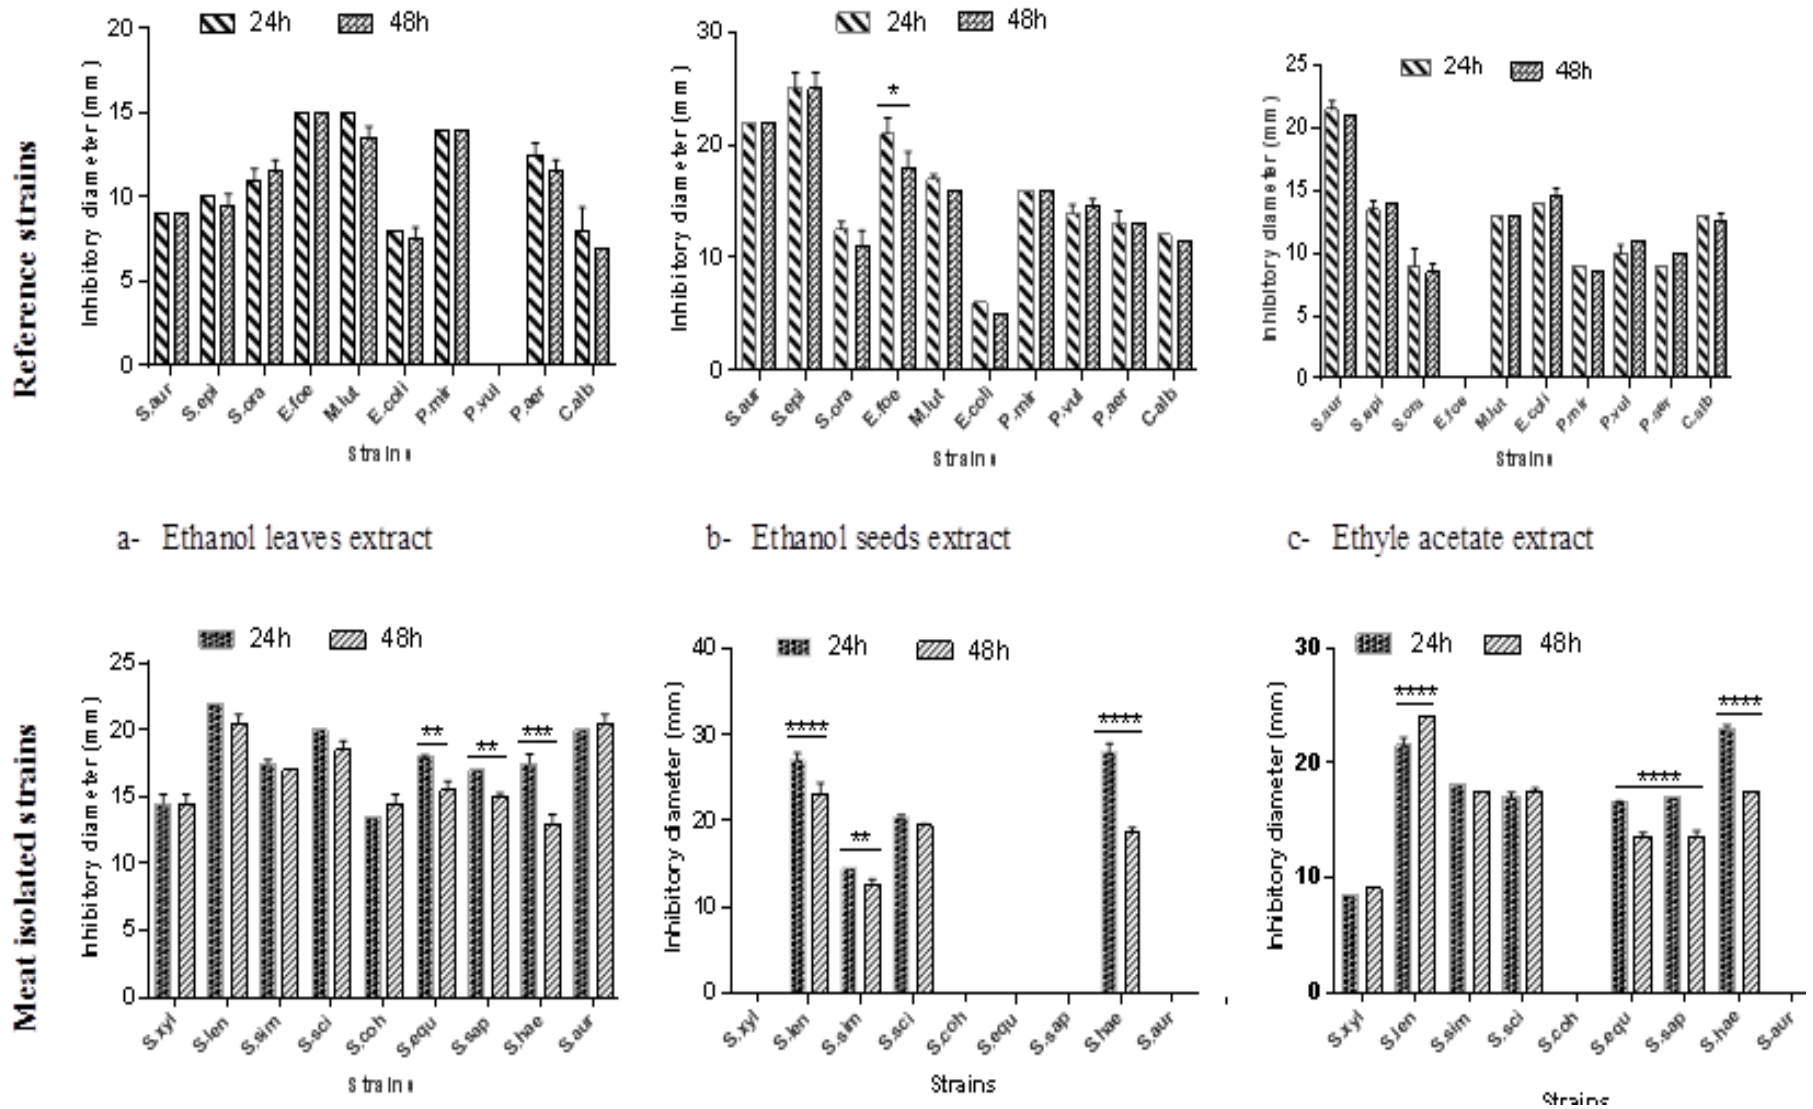 Reference strains
20
15
10
5
0
Inhibitory diameter (mm)
24h
48h
S.aur
S.epi
S.ora
E.foe
M.lut
E.coli
P.mir
P.vul
P.aer
C.alb
Strains
30
20
10
0
Inhibitory diameter (mm)
24h
48h
*
S.aur
S.epi
S.ora
E.foe
M.lut
E.coli
P.mir
P.vul
P.aer
C.alb
Strains
25
20
15
10
5
0
Inhibitory diameter (mm)
24h
48h
S.aur
S.epi
S.ora
E.foe
M.lut
E.coli
P.mir
P.vul
P.aer
C.alb
Strains
a- Ethanol leaves extract
b- Ethanol seeds extract
c- Ethyle acetate extract
Meat isolated strains
25
20
15
10
5
0
Inhibitory diameter (mm)
24h
48h
**
**
***
S.xyl
S.len
S.sim
S.sci
S.coh
S.equ
S.sap
S.hae
S.aur
Strains
40
30
20
10
0
Inhibitory diameter (mm)
24h
48h
****
**
****
S.xyl
S.len
S.sim
S.sci
S.coh
S.equ
S.sap
S.hae
S.aur
Strains
30
20
10
0
Inhibitory diameter (mm)
24h
48h
****
****
****
S.xyl
S.len
S.sim
S.sci
S.coh
S.equ
S.sap
S.hae
S-aur
Strains